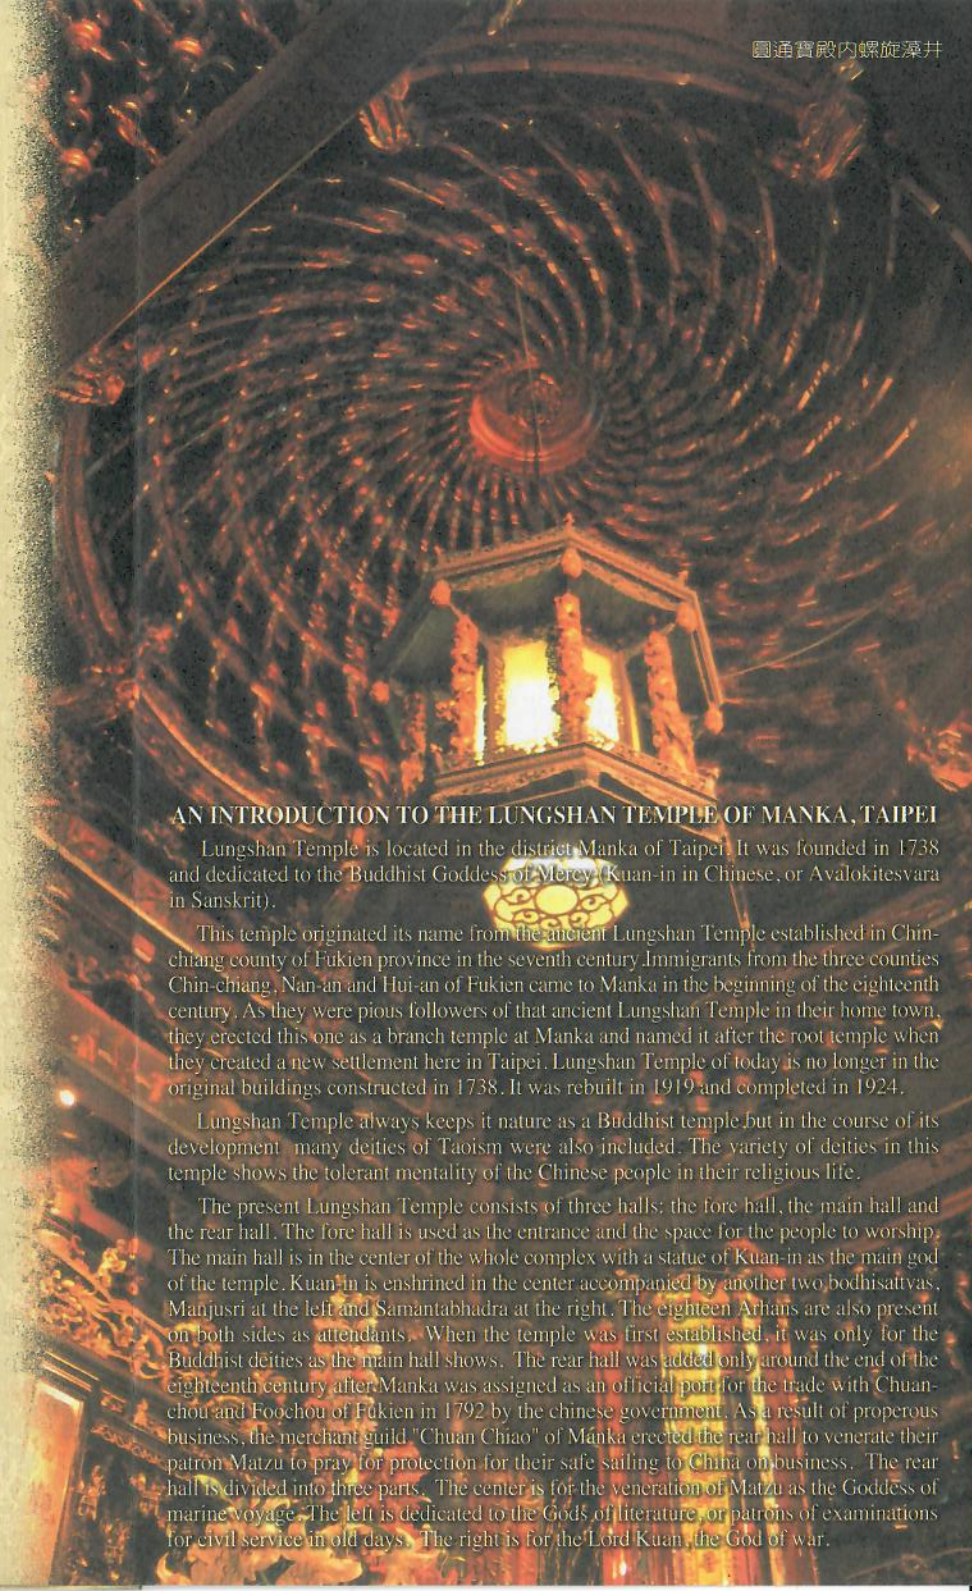 圓通寶殿内螺旋藻井
AN INTRODUCTION TO THE LUNGSHAN TEMPLE OF MANKA, TAIPEI
Lungshan Temple is located in the district Manka of Taipei. It was founded in 1738
and dedicated to the Buddhist Goddess of Mercy (Kuan-in in Chinese, or Avalokitesvara
in Sanskrit).
This temple originated its name from the ancient Lungshan Temple established in Chin-
chiang county of Fukien province in the seventh century.Immigrants from the three counties
Chin-chiang, Nan-an and Hui-an of Fukien came to Manka in the beginning of the eighteenth
century. As they were pious followers of that ancient Lungshan Temple in their home town,
they erected this one as a branch temple at Manka and named it after the root temple when
they created a new settlement here in Taipei. Lungshan Temple of today is no longer in the
original buildings constructed in 1738. It was rebuilt in 1919 and completed in 1924.
Lungshan Temple always keeps it nature as a Buddhist temple,but in the course of its
development many deities of Taoism were also included. The variety of deities in this
temple shows the tolerant mentality of the Chinese people in their religious life.
The present Lungshan Temple consists of three halls: the fore hall, the main hall and
the rear hall. The fore hall is used as the entrance and the space for the people to worship.
The main hall is in the center of the whole complex with a statue of Kuan-in as the main god
of the temple. Kuan-in is enshrined in the center accompanied by another two bodhisattvas,
Manjusri at the left and Samantabhadra at the right. The eighteen Arhans are also present
on both sides as attendants. When the temple was first established, it was only for the
Buddhist deities as the main hall shows. The rear hall was added only around the end of the
eighteenth century after Manka was assigned as an official port for the trade with Chuan-
chou and Foochou of Fukien in 1792 by the chinese government. As a result of properous
business, the merchant guild "Chuan Chiao" of Manka erected the rear hall to venerate their
patron Matzu to pray for protection for their safe sailing to China on business. The rear
hall is divided into three parts. The center is for the veneration of Matzu as the Goddess of
marine voyage. The left is dedicated to the Gods of literature, or patrons of examinations
for civil service in old days. The right is for the Lord Kuan, the God of war.